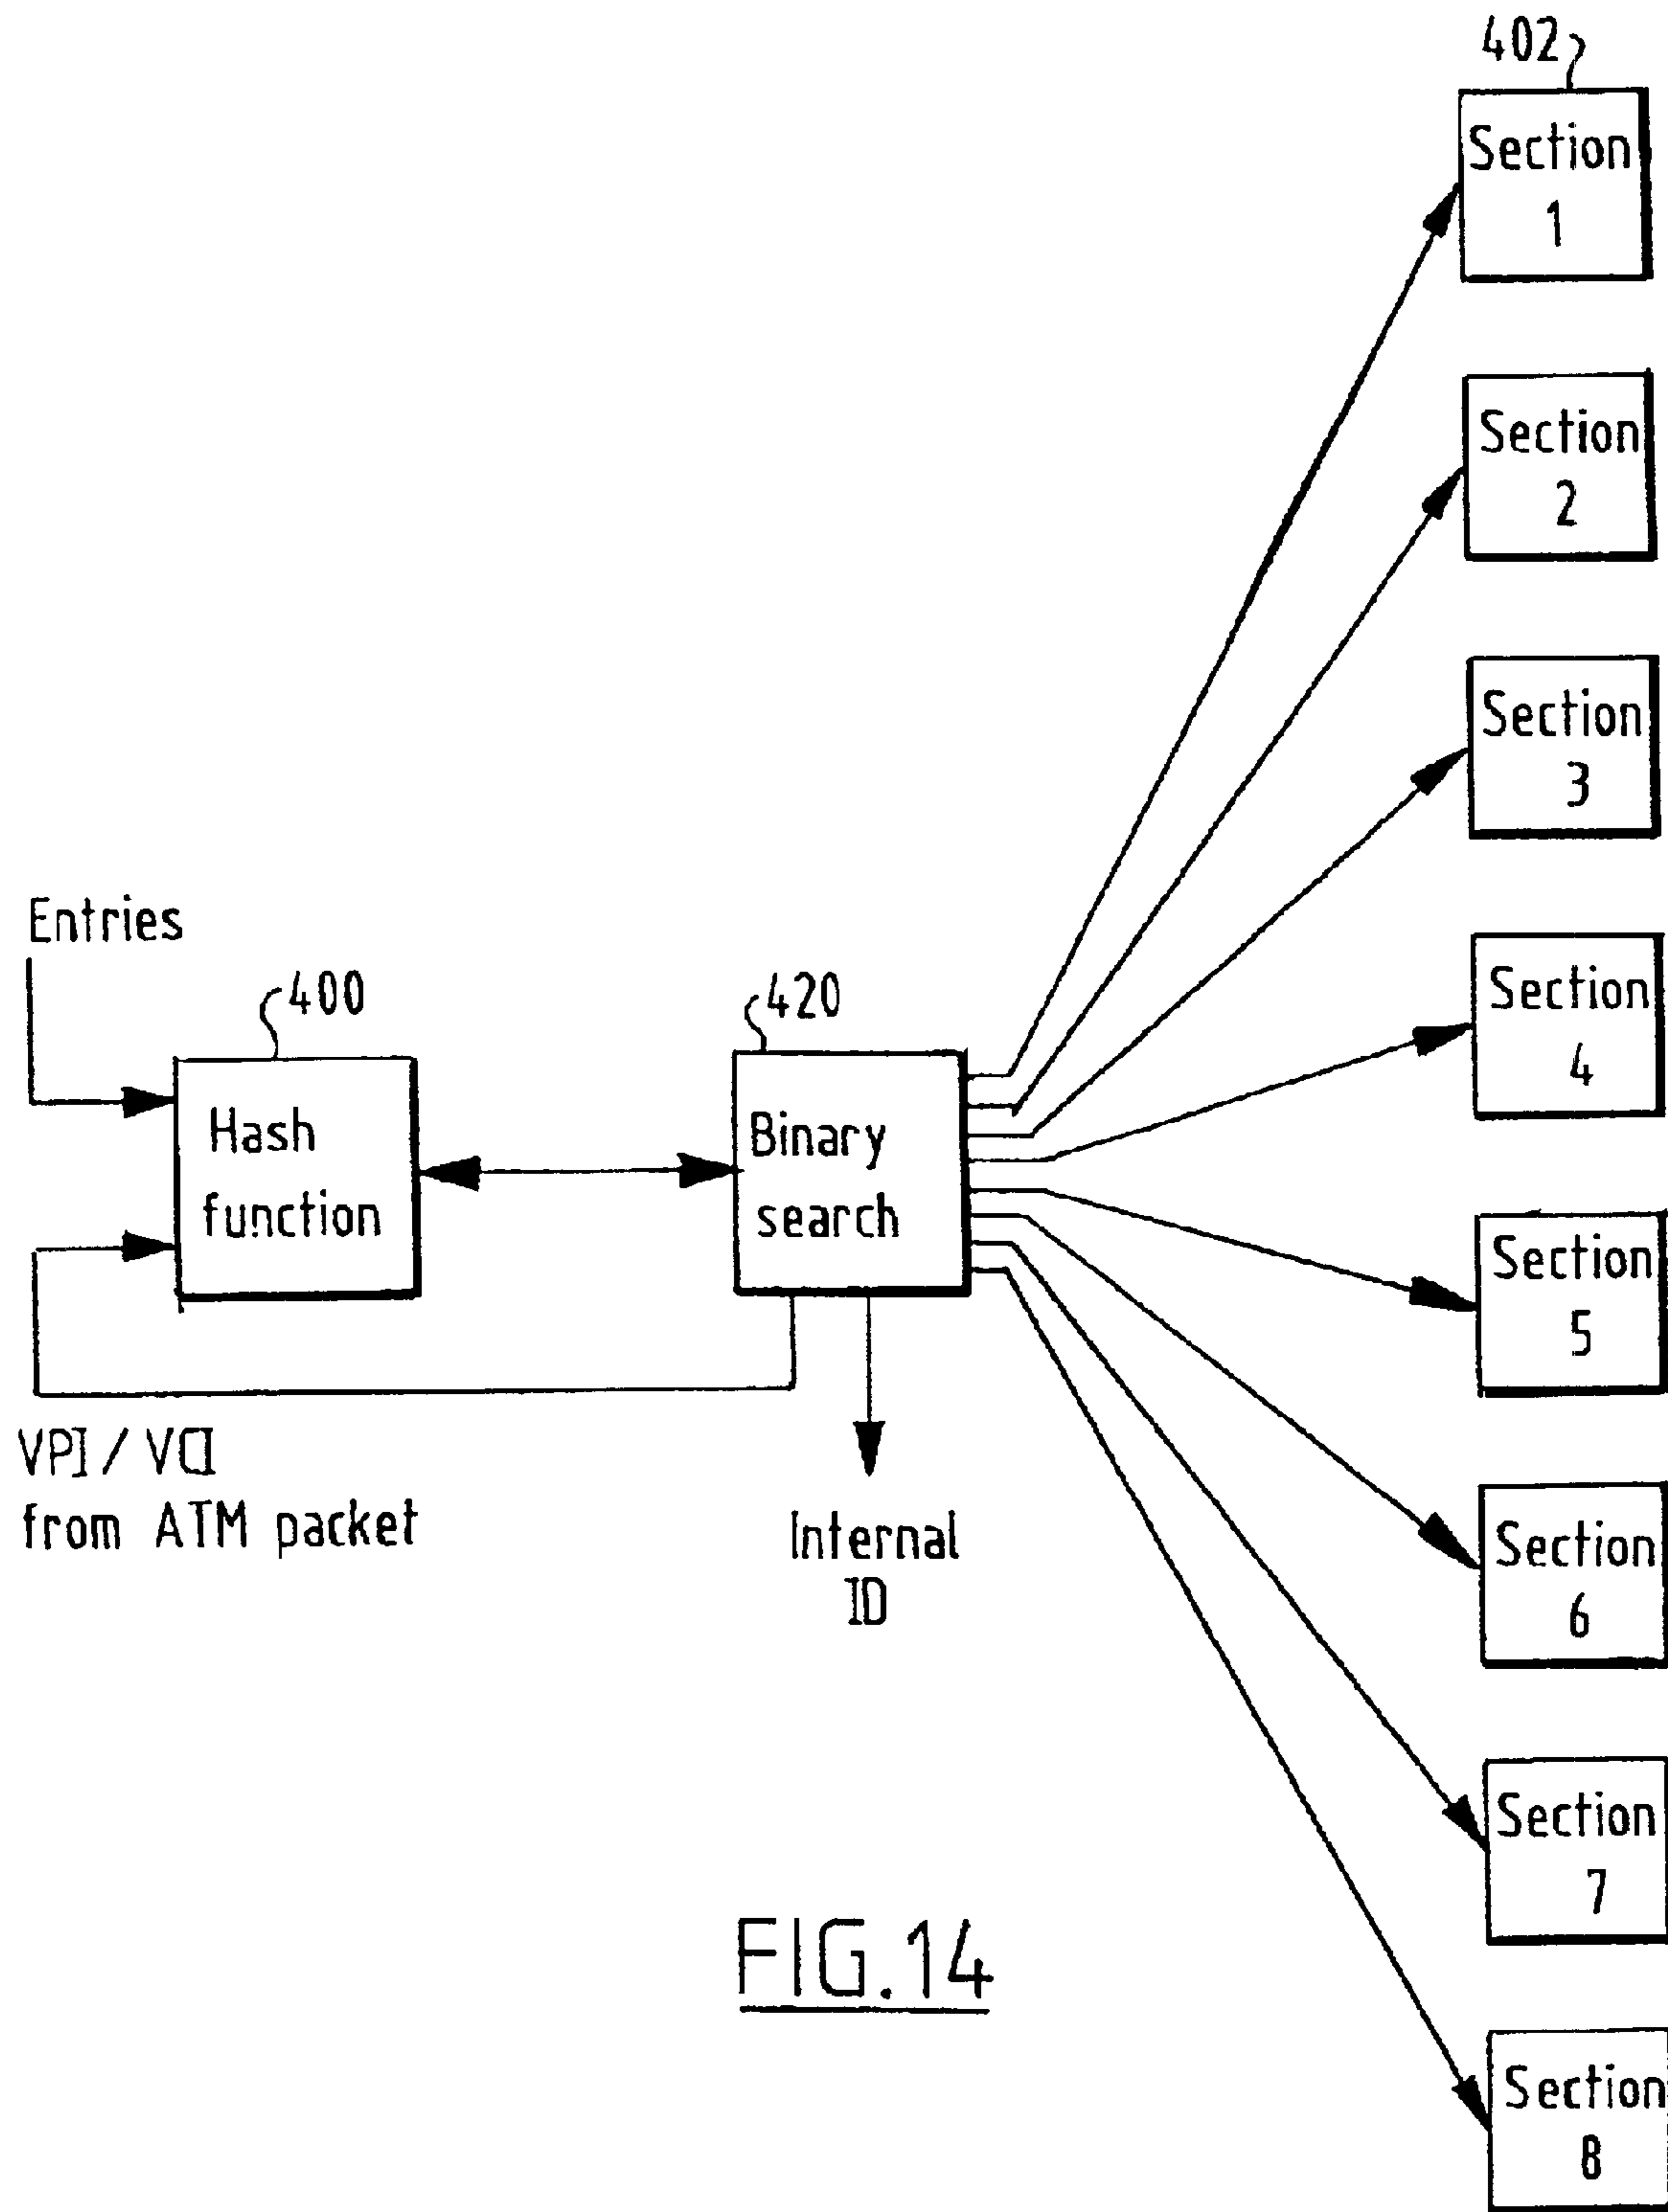 402
Section
1
Section
2
Section
3
Entries
400
420
Section
4
Hash
function
Binary
search
Section
5
VPI / VCI
from ATM packet
Internal
ID
Section
6
Section
7
FIG.14
Section
8